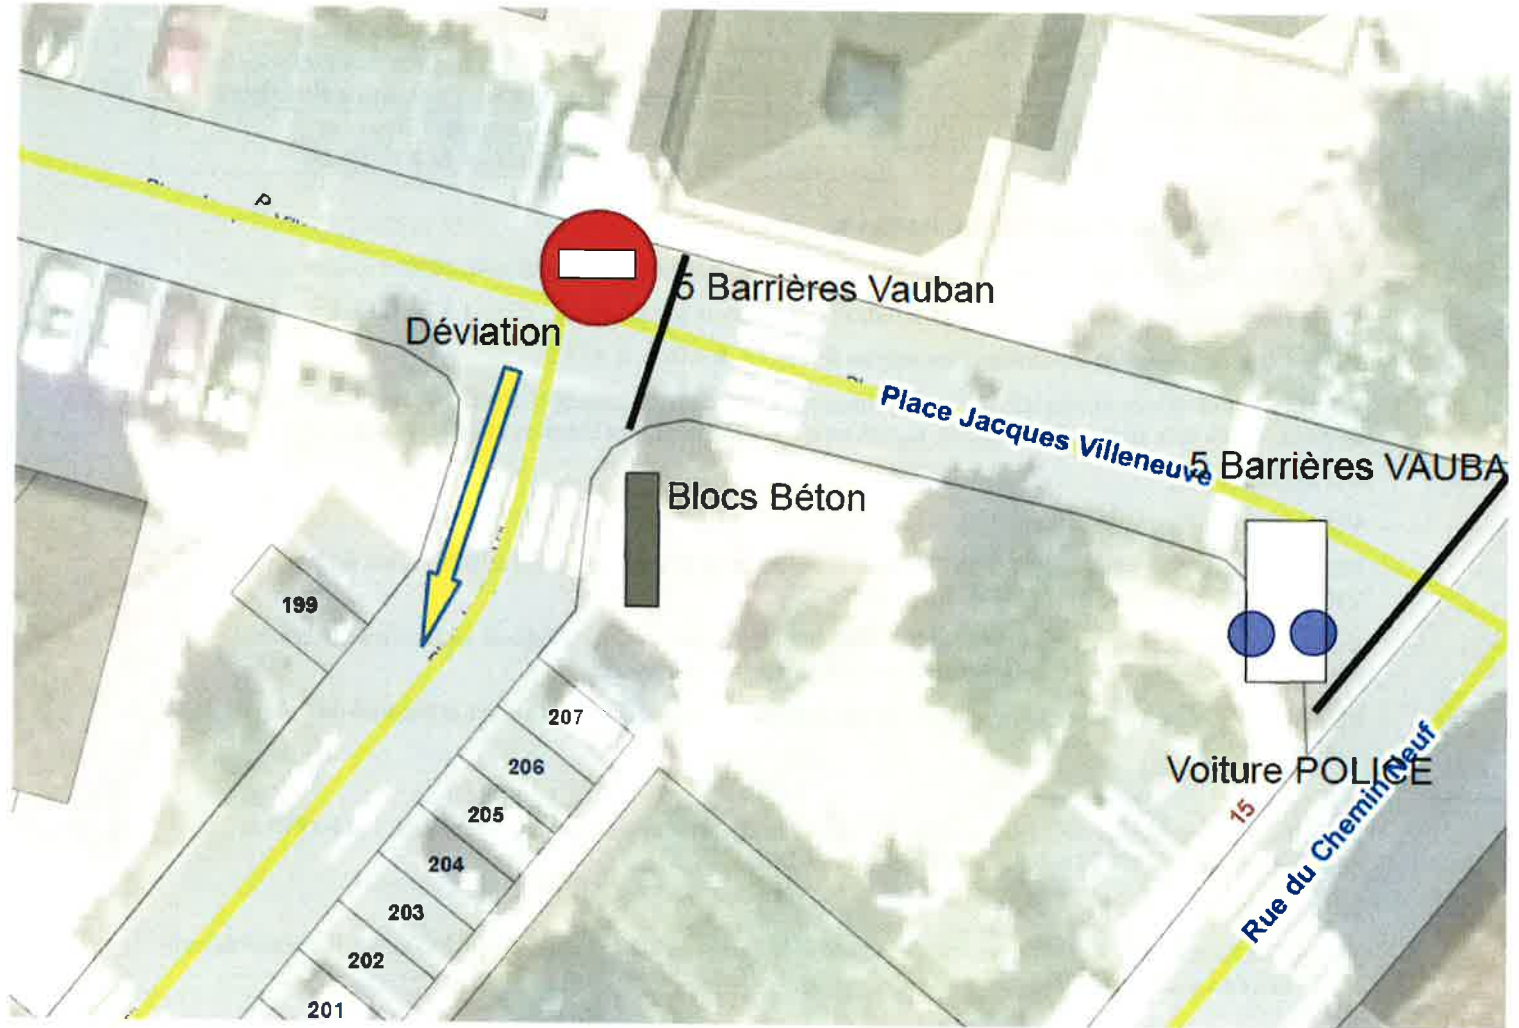 P
5 Barrières Vauban
Déviation
Place Jacques Villeneuve
5 Barrières VAUBA
Blocs Béton
199
207
206
Voiture POLICE
205
15
204
Rue du Chemin Neuf
203
202
201